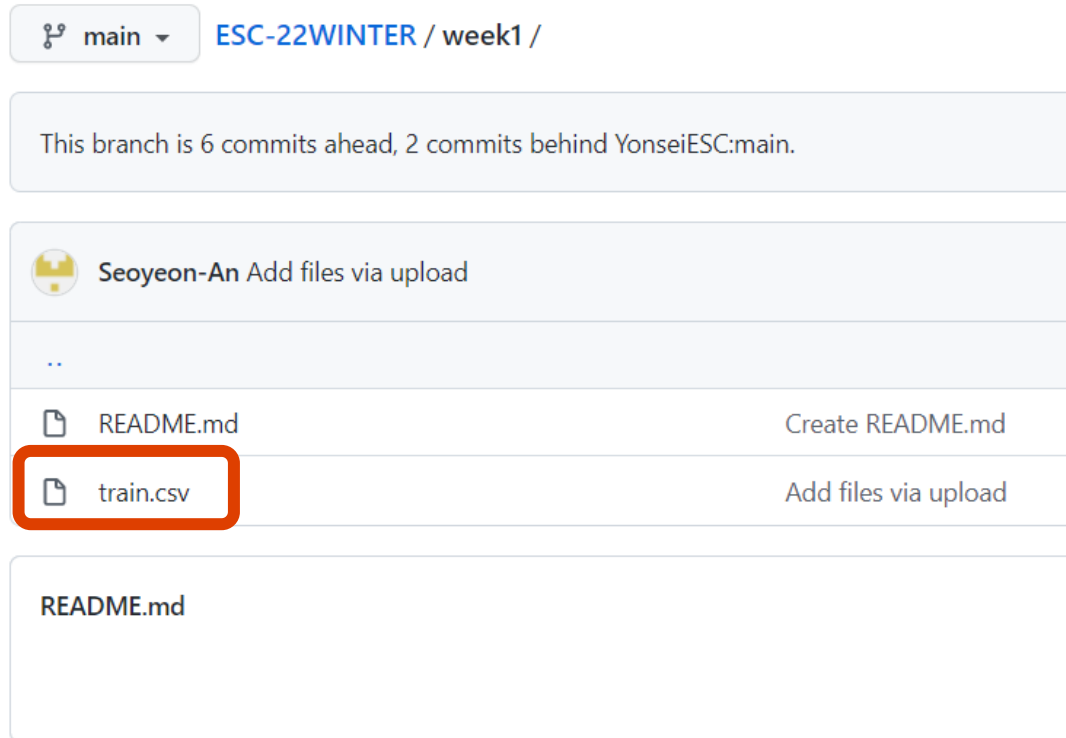 main
ESC-22WINTER / week1 /
This branch is 6 commits ahead, 2 commits behind YonseiESC:main.
Seoyeon-An Add files via upload
..
README.md Create README.md
train.csv Add files via upload
README.md